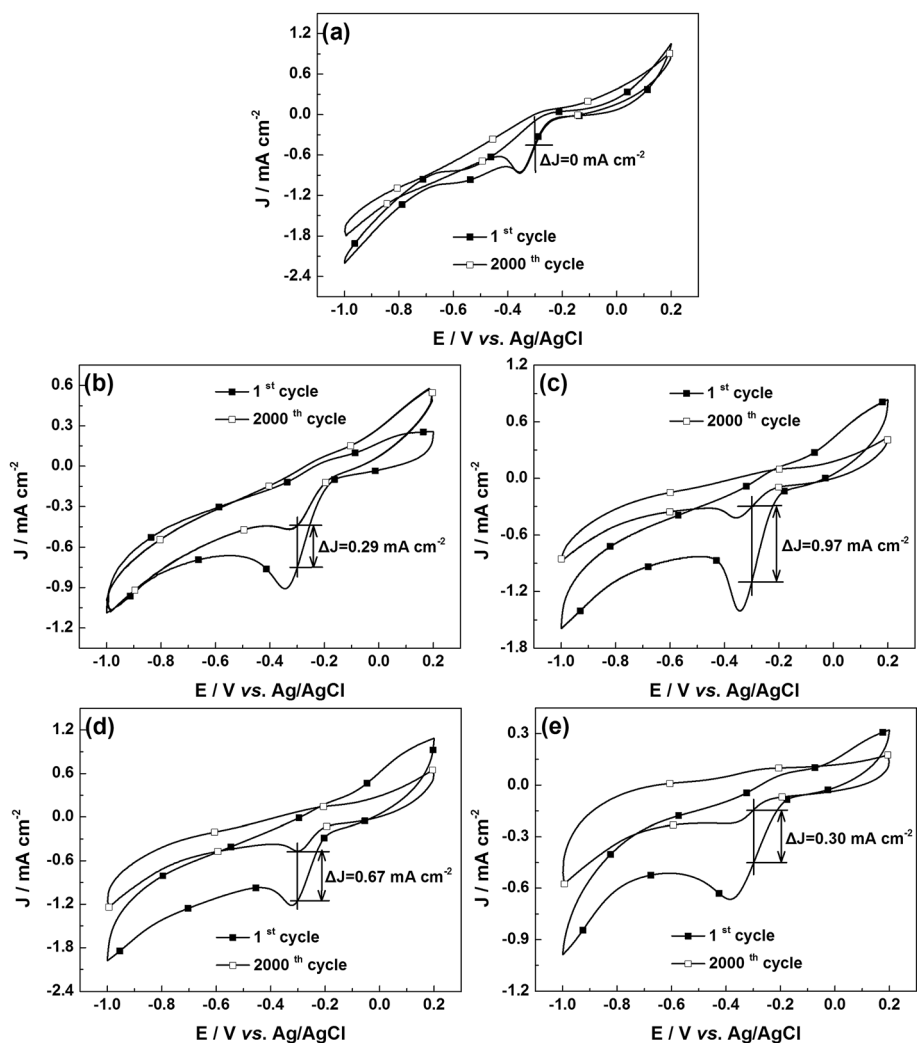 (a)
1.2
0.6
0.0
-0.6
-1.2
-1.8
-2.4
J / mA cm-2
ΔJ=0 mA cm-2
1 st cycle
2000 th cycle
-1.0 -0.8 -0.6 -0.4 -0.2 0.0 0.2
E / V vs. Ag/AgCl
(b)
0.6
0.3
0.0
-0.3
-0.6
-0.9
-1.2
J / mA cm-2
1 st cycle
2000 th cycle
ΔJ=0.29 mA cm-2
-1.0 -0.8 -0.6 -0.4 -0.2 0.0 0.2
E / V vs. Ag/AgCl
(c)
0.6
0.0
-0.6
-1.2
-1.8
J / mA cm-2
1 st cycle
2000 th cycle
ΔJ=0.97 mA cm-2
-1.0 -0.8 -0.6 -0.4 -0.2 0.0 0.2
E / V vs. Ag/AgCl
(d)
1.2
0.6
0.0
-0.6
-1.2
-1.8
-2.4
J / mA cm-2
ΔJ=0.67 mA cm-2
1 st cycle
2000 th cycle
-1.0 -0.8 -0.6 -0.4 -0.2 0.0 0.2
E / V vs. Ag/AgCl
(e)
0.3
0.0
-0.3
-0.6
-0.9
-1.2
J / mA cm-2
ΔJ=0.30 mA cm-2
1 st cycle
2000 th cycle
-1.0 -0.8 -0.6 -0.4 -0.2 0.0 0.2
E / V vs. Ag/AgCl